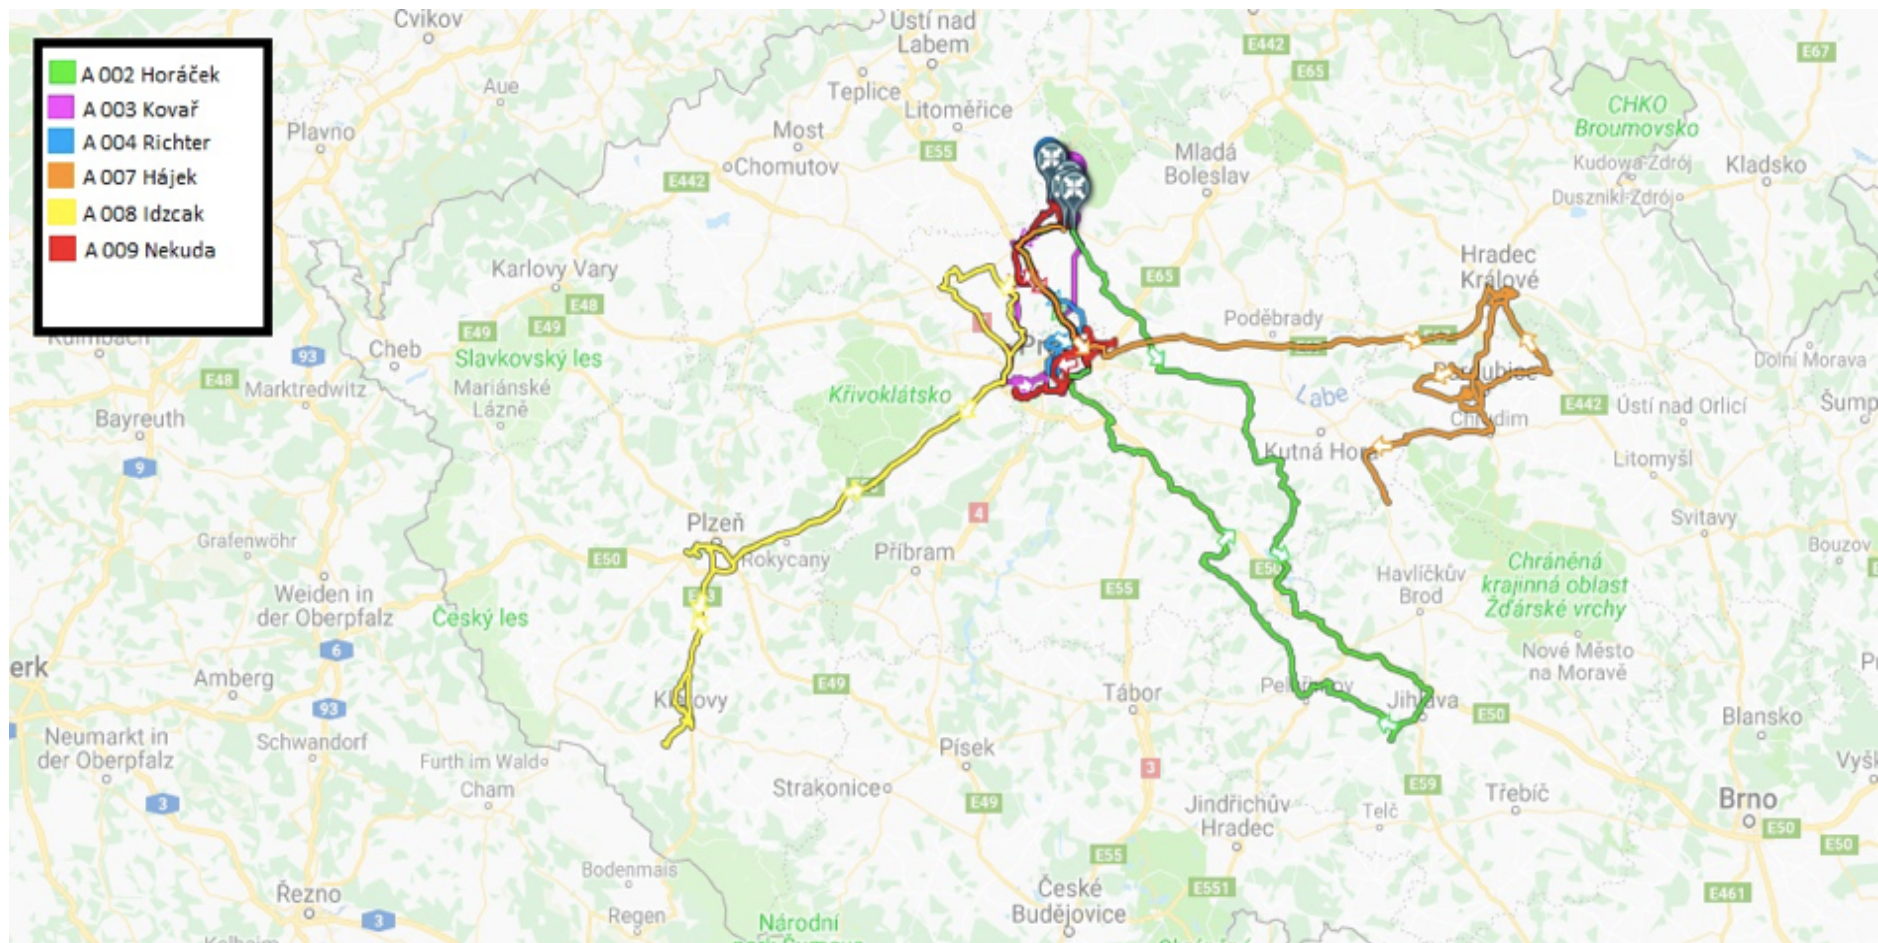 A 002 Horáček
A 003 Kovař
A 004 Richter
A 007 Hájek
A 008 Idzcak
A 009 Nekuda
Cvikov
Ústí nad
Labem
E442
E65
E67
Aue
Teplice
Litoměřice
CHKO
Broumovsko
Plavno
Most
E55
Chomutov
Mladá
Boleslav
Kudowa-Zdrój
Kladsko
E442
Duszniki-Zdrój
Hradec
Králové
Karlovy Vary
E65
E48
Poděbrady
E49
E49
93
Cheb
Slavkovský les
Dolní Morava
E48
Marktredwitz
Mariánské
Lázně
Křivoklátsko
Labe
E442
Ústí nad Orlicí
Bayreuth
Chrudim
Kutná Hora
9
Litomyšl
4
Plzeň
Svitavy
Grafenwöhr
E50
Rokycany
Příbram
Bouzov
E50
Chráněná
krajinná oblast
Žďárské vrchy
Havlíčkův
Brod
Weiden in
der Oberpfalz
E55
Český les
6
Nové Město
na Moravě
erk
Amberg
E49
Tábor
Jihlava
93
E50
Blansko
Neumarkt in
der Oberpfalz
Schwandorf
Furth im Wald
Písek
3
Cham
Strakonice
E49
E59
Třebíč
3
Jindřichův
Hradec
Telč
Brno
E50
E50
E55
Bodenmais
Řezno
České
Budějovice
E551
E461
3
Regen
Národní